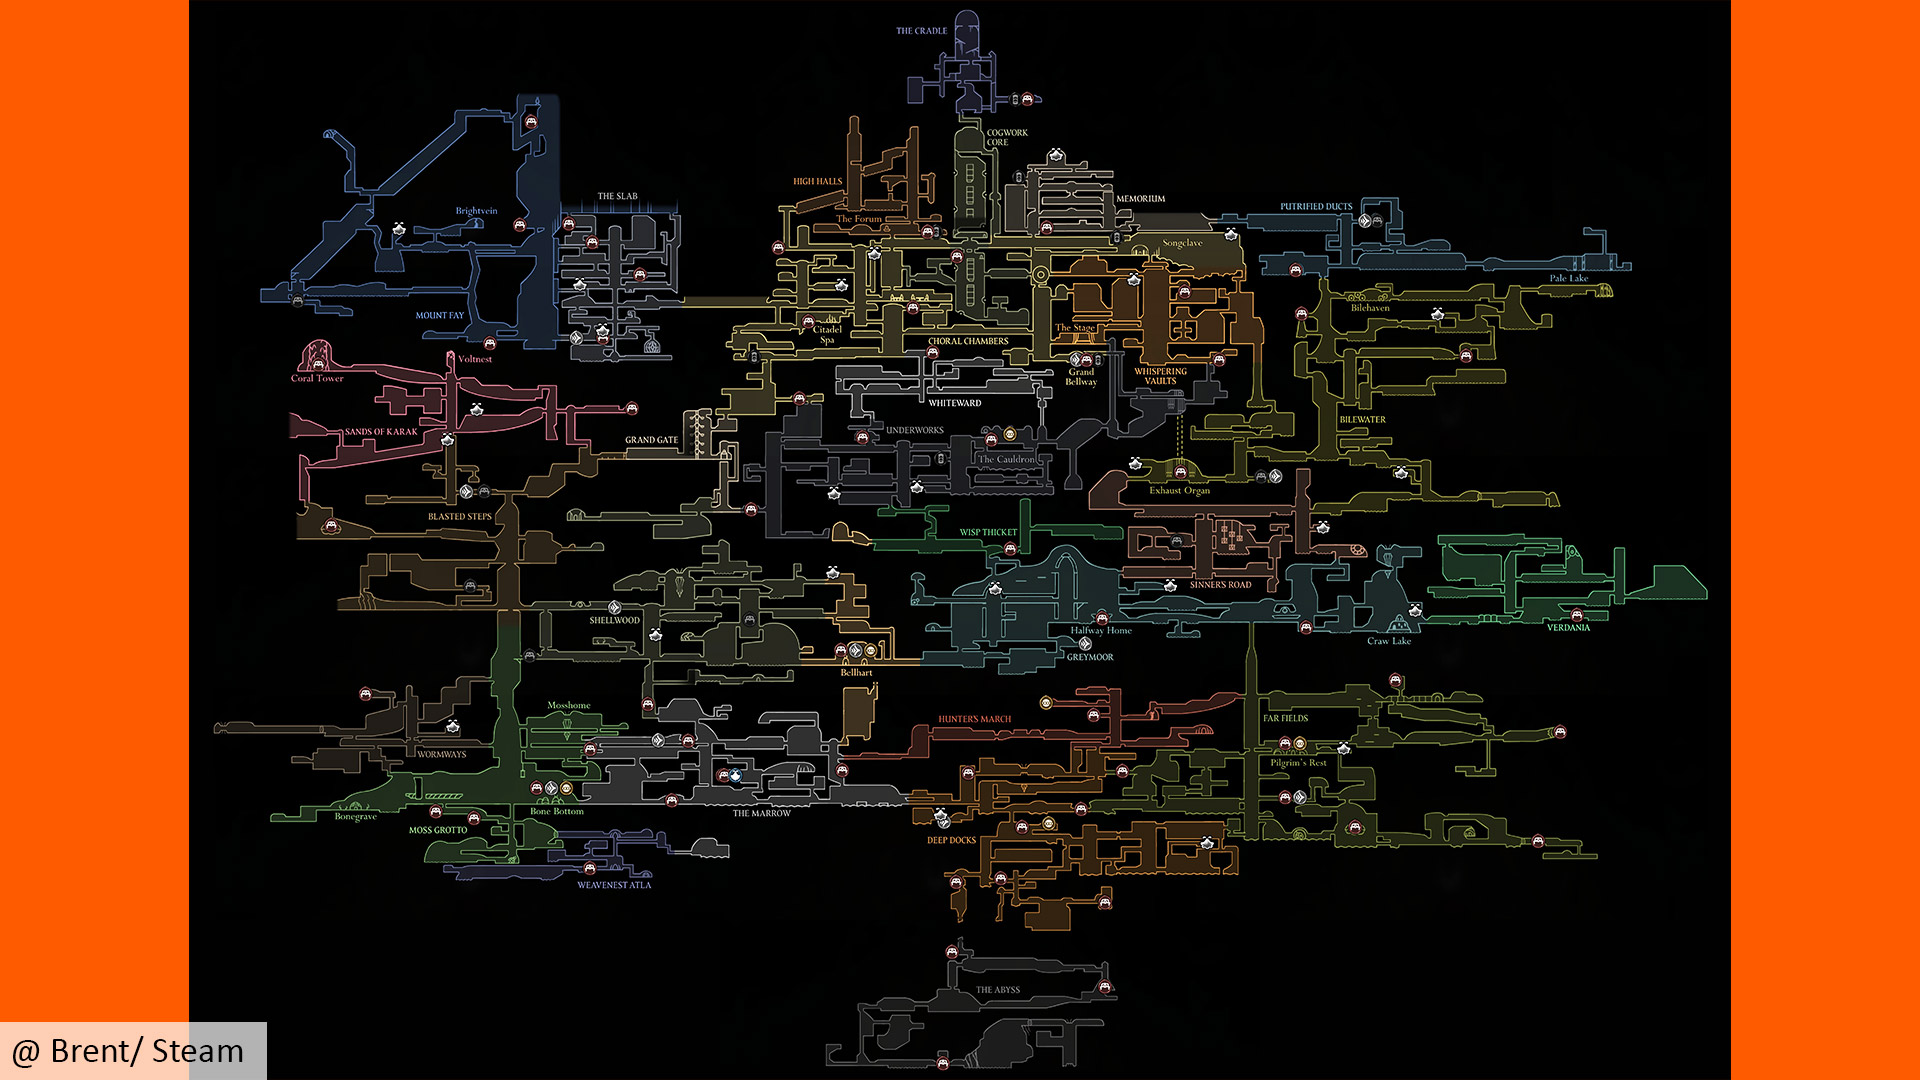 THE CRADLE
COGWORK
CORE
HIGH HALLS
MEMORIUM
THE SLAB
PUTRIFIED DUCTS
Brightvein
The Forum
Songclave
Pale Lake
MOUNT FAY
Bilehaven
Citadel
Spa
The Stage
CHORAL CHAMBERS
Voltnest
Coral Tower
Grand
Bellway
WHISPERING
VAULTS
WHITEWARD
BILEWATER
SANDS OF KARAK
GRAND GATE
UNDERWORKS
The Cauldron
Exhaust Organ
BLASTED STEPS
WISP THICKET
SINNER'S ROAD
SHELLWOOD
Halfway Home
VERDANIA
Craw Lake
GREYMOOR
Bellhart
Mosshome
HUNTER'S MARCH
FAR FIELDS
WORMWAYS
Pilgrim's Rest
Bonegrave
Bone Bottom
THE MARROW
MOSS GROTTO
DEEP DOCKS
WEAVENEST ATLA
THE ABYSS
@ Brent/ Steam